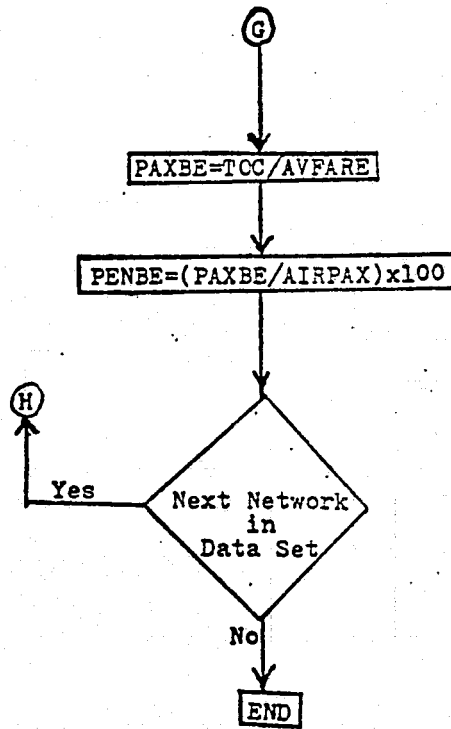 G
PAXBE=TCC/AVFARE
PENBE=(PAXBE/AIRPAX)x100
H
Yes
Next Network
in
Data Set
No
END